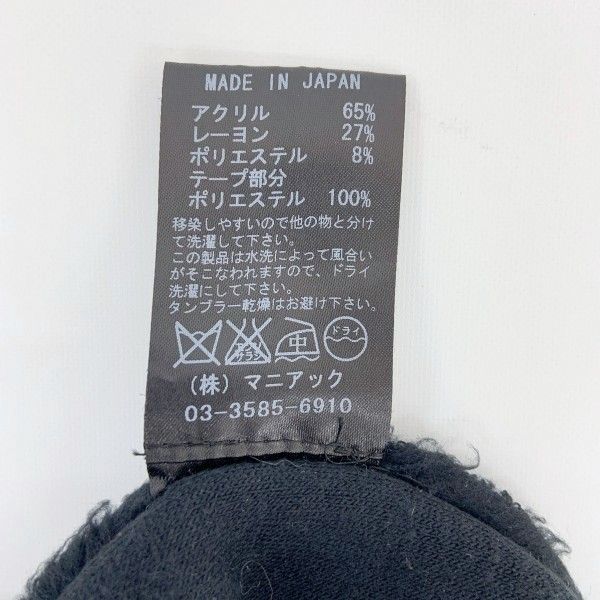 MADE IN JAPAN
アクリル 65%
レーヨン 27%
ポリエステル 8%
テープ部分
ポリエステル 100%
移染しやすいので他の物と分け
て洗濯して下さい。
この製品は水洗によって風合い
がそこなわれますので、ドライ
洗濯にして下さい。
タンブラー乾燥はお避け下さい。
エンソ
サラシ
中
ドライ
(株) マニアック
03-3585-6910